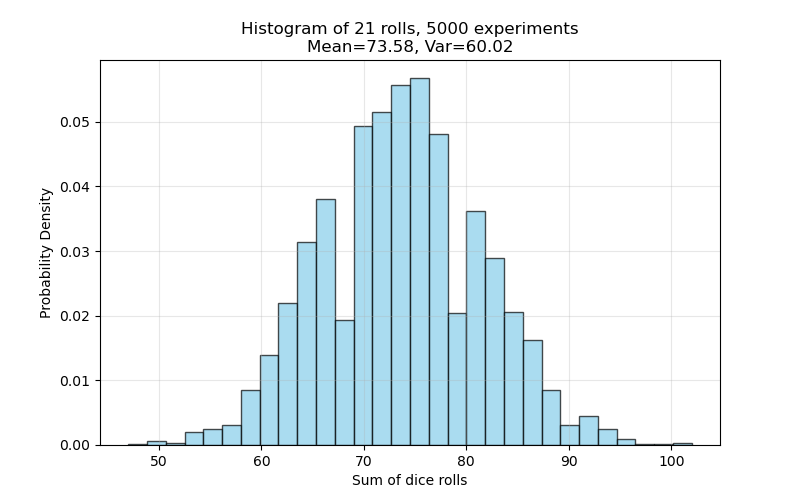 Histogram of 21 rolls, 5000 experiments
Mean=73.58, Var=60.02
Probability Density
0.05
0.04
0.03
0.02
0.01
0.00
50 60 70 80 90 100
Sum of dice rolls